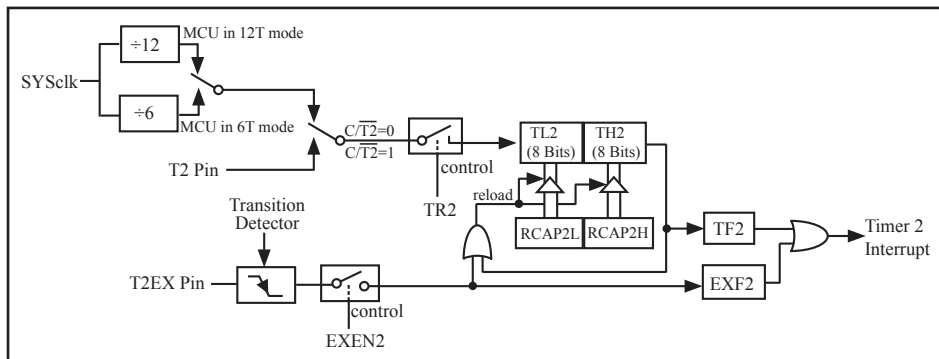 MCU in 12T mode
÷12
SYSclk
÷6
MCU in 6T mode
C/T2=0
C/T2=1
T2 Pin
control
TR2
TL2
(8 Bits)
TH2
(8 Bits)
reload
RCAP2L
RCAP2H
Transition
Detector
T2EX Pin
control
EXEN2
TF2
EXF2
Timer 2
Interrupt